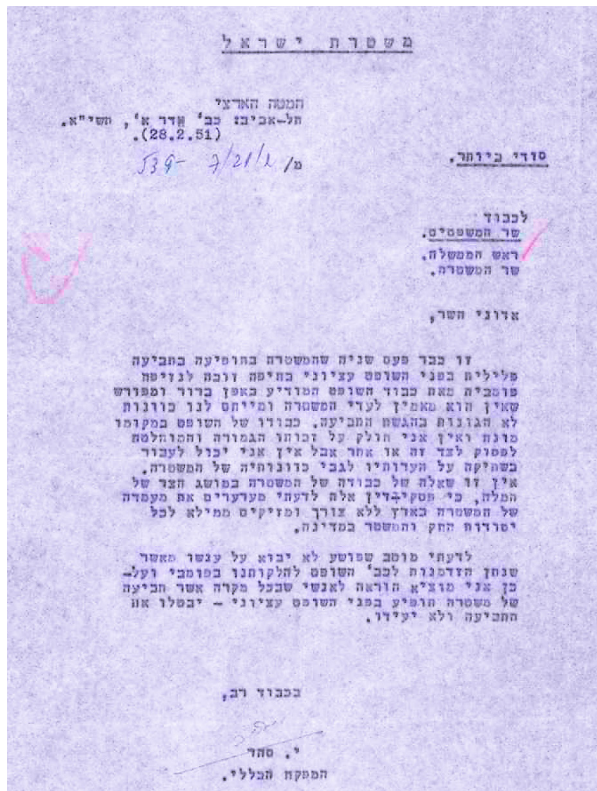 משטרת ישראל
המטה הארצי
תל-אביב: כב' אדר א', תשי"א.
(28.2.51).
מ/
סודי ביותר.
לכבוד
שר המשפטים.
ראש הממשלה.
שר המשטרה.
אדוני השר,
זו כבר פעם שניה שהמשטרה בהופיעה בתביעה
פלילית בפני השופט עציוני בחיפה זוכה לנזיפה
פומבית מאת כבוד השופט המודיע באפן ברור ומפורש
שאין הוא מאמין לעדי המשטרה ומייחס לנו כוונות
לא הגונות בהגשת התביעה. כבודו של השופט במקומו
מונח ואין אני חולק על זכותו הגמורה והמוחלטת
לפסוק לצד זה או אחר אבל אין אני יכול לעבור
בשתיקה על הערותיו לגבי כוונותיה של המשטרה.
אין זו שאלה של כבודה של המשטרה במושג הצר של
המלה, כי פסקי-דין אלה לדעתי מערערים את מעמדה
של המשטרה בארץ ללא צורך ומזיקים ממילא לכל
יסודות החק והמשטר במדינה.
לדעתי מוטב שפושע לא יבוא על ענשו מאשר
שנתן הזדמנות לכב' השופט להלקותנו בפומבי ועל-
כן אני מוציא הוראה לאנשי שבכל מקרה אשר תביעה
של משטרה תופיע בפני השופט עציוני - יבטלו את
התביעה ולא יעידו.
בכבוד רב,
י. סהר
המפקח הכללי.